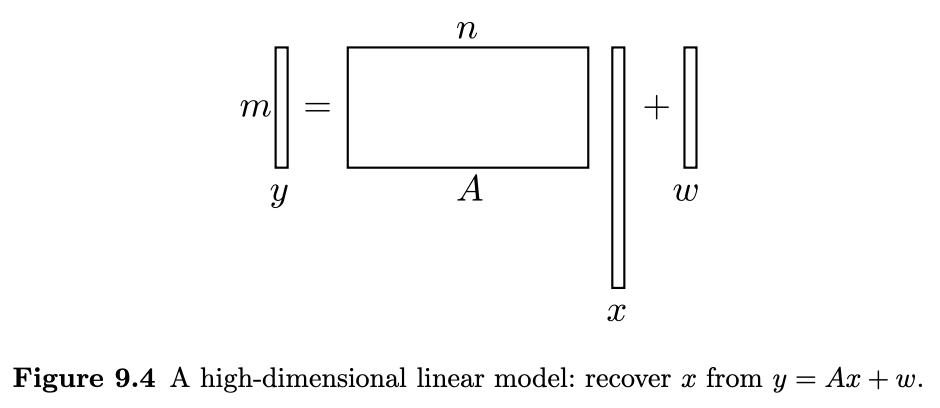 n
m = +
y A w
x
Figure 9.4 A high-dimensional linear model: recover x from y = Ax + w.